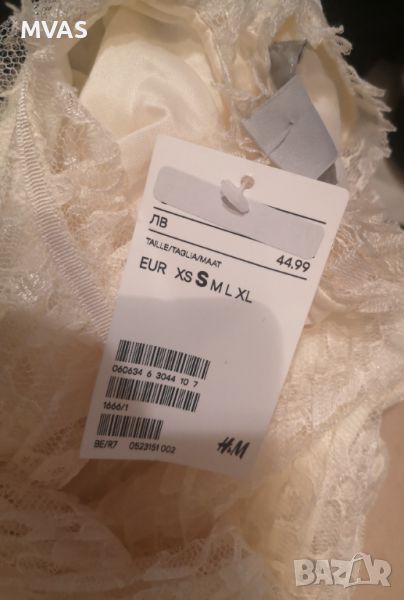 MVAS
ЛВ 44.99
TAILLE/TAGLIA/MAAT
EUR XS S M L XL
060634 6 3044 10 7
1666/1
BE/R7 0523151 002
H&M
BAZAR